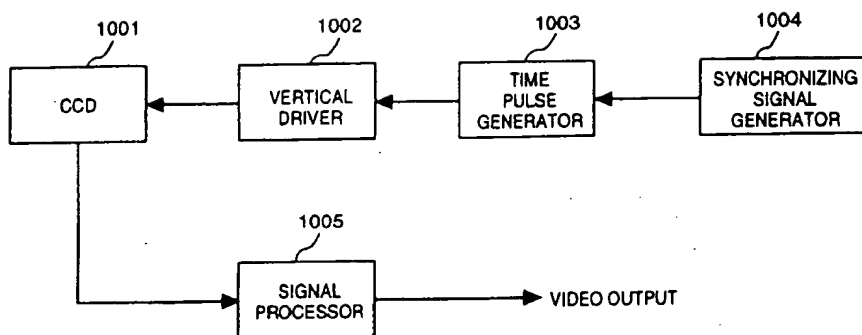 1001
1002
1003
1004
CCD
VERTICAL
DRIVER
TIME
PULSE
GENERATOR
SYNCHRONIZING
SIGNAL
GENERATOR
1005
SIGNAL
PROCESSOR
VIDEO OUTPUT